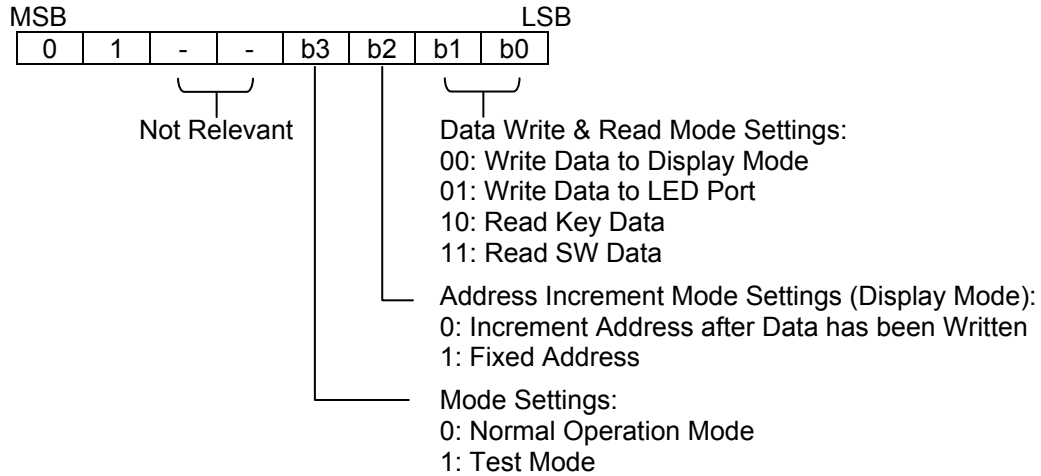 MSB LSB
0 1 - - b3 b2 b1 b0
Not Relevant
Data Write & Read Mode Settings:
00: Write Data to Display Mode
01: Write Data to LED Port
10: Read Key Data
11: Read SW Data
Address Increment Mode Settings (Display Mode):
0: Increment Address after Data has been Written
1: Fixed Address
Mode Settings:
0: Normal Operation Mode
1: Test Mode